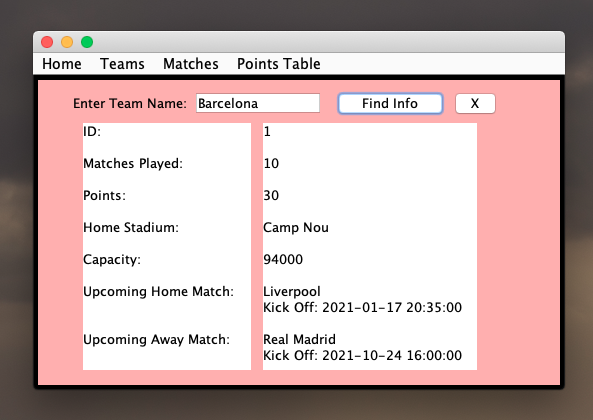 Home Teams Matches Points Table
Enter Team Name: Barcelona Find Info X
ID: 1
Matches Played: 10
Points: 30
Home Stadium: Camp Nou
Capacity: 94000
Upcoming Home Match: Liverpool
Kick Off: 2021-01-17 20:35:00
Upcoming Away Match: Real Madrid
Kick Off: 2021-10-24 16:00:00